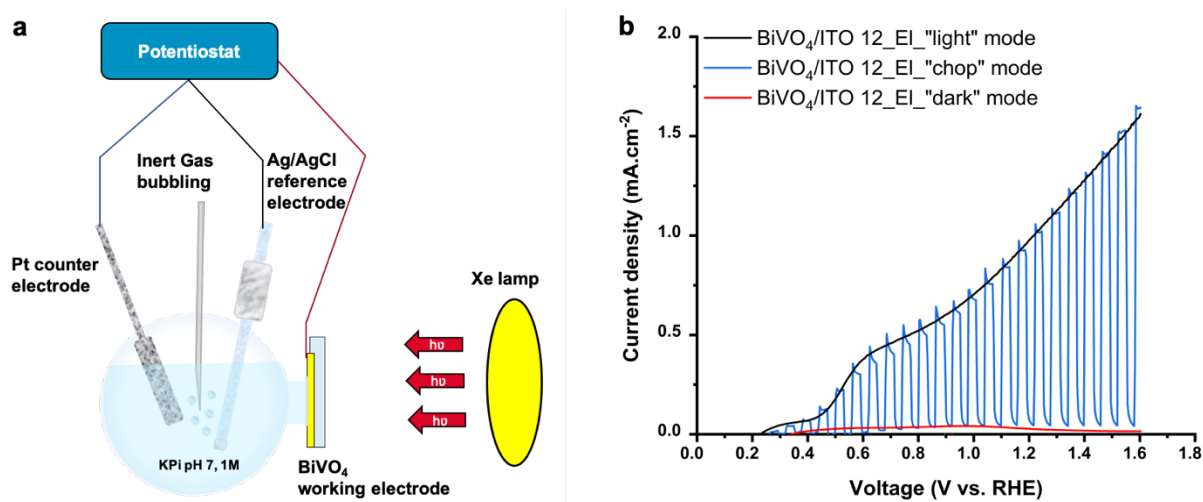 a
Potentiostat
Inert Gas
bubbling
Ag/AgCl
reference
electrode
Pt counter
electrode
Xe lamp
hυ
hυ
hυ
KPi pH 7, 1M
BiVO₄
working electrode
b
BiVO₄/ITO 12_EI_"light" mode
BiVO₄/ITO 12_EI_"chop" mode
BiVO₄/ITO 12_EI_"dark" mode
Current density (mA.cm⁻²)
2.0
1.5
1.0
0.5
0.0
0.0 0.2 0.4 0.6 0.8 1.0 1.2 1.4 1.6 1.8
Voltage (V vs. RHE)